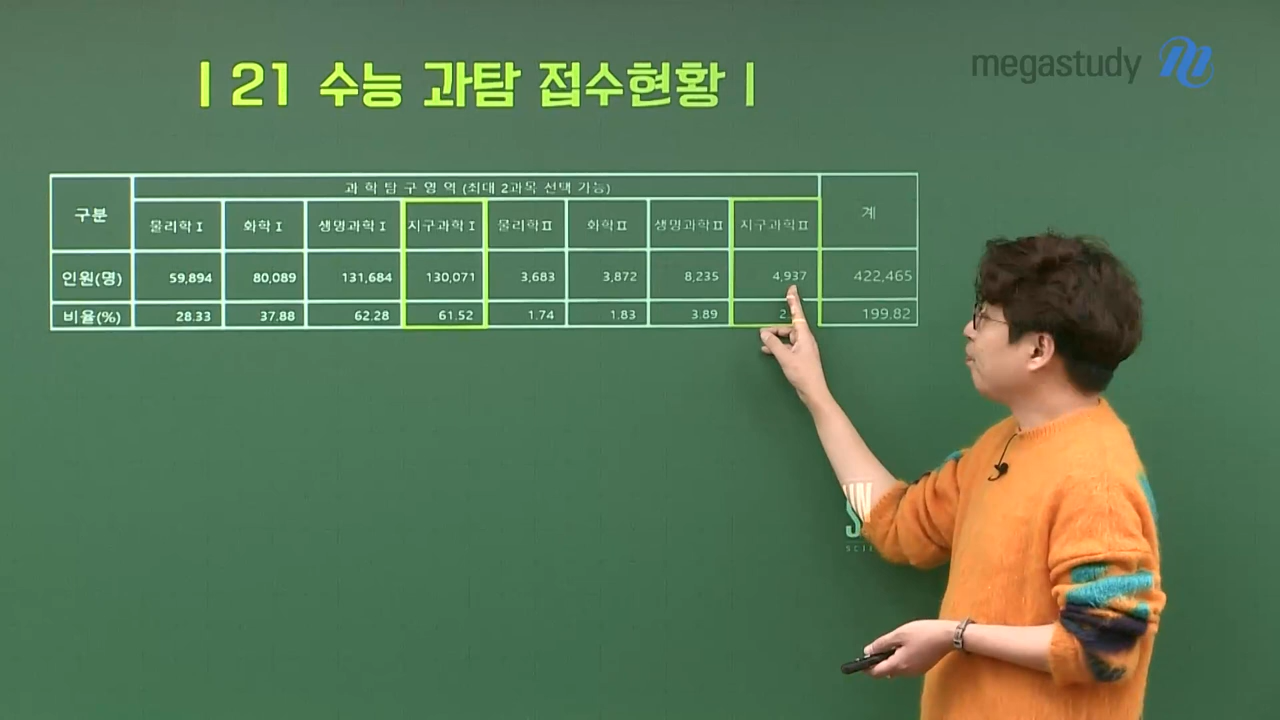 megastudy
| 21 수능 과탐 접수현황 |
구분 과 학 탐 구 영 역 (최대 2과목 선택 가능) 계
물리학Ⅰ 화학Ⅰ 생명과학Ⅰ 지구과학Ⅰ 물리학Ⅱ 화학Ⅱ 생명과학Ⅱ 지구과학Ⅱ
인원(명) 59,894 80,089 131,684 130,071 3,683 3,872 8,235 4,937 422,465
비율(%) 28.33 37.88 62.28 61.52 1.74 1.83 3.89 199.82